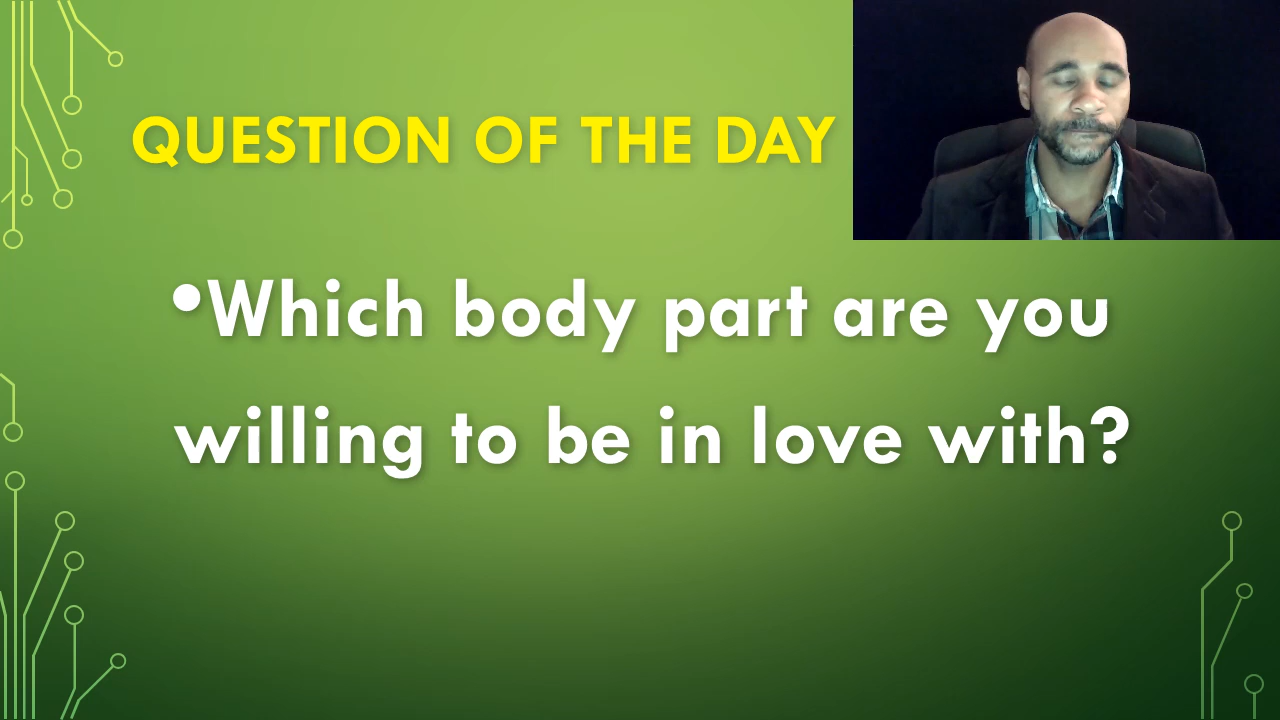 QUESTION OF THE DAY
•Which body part are you
willing to be in love with?